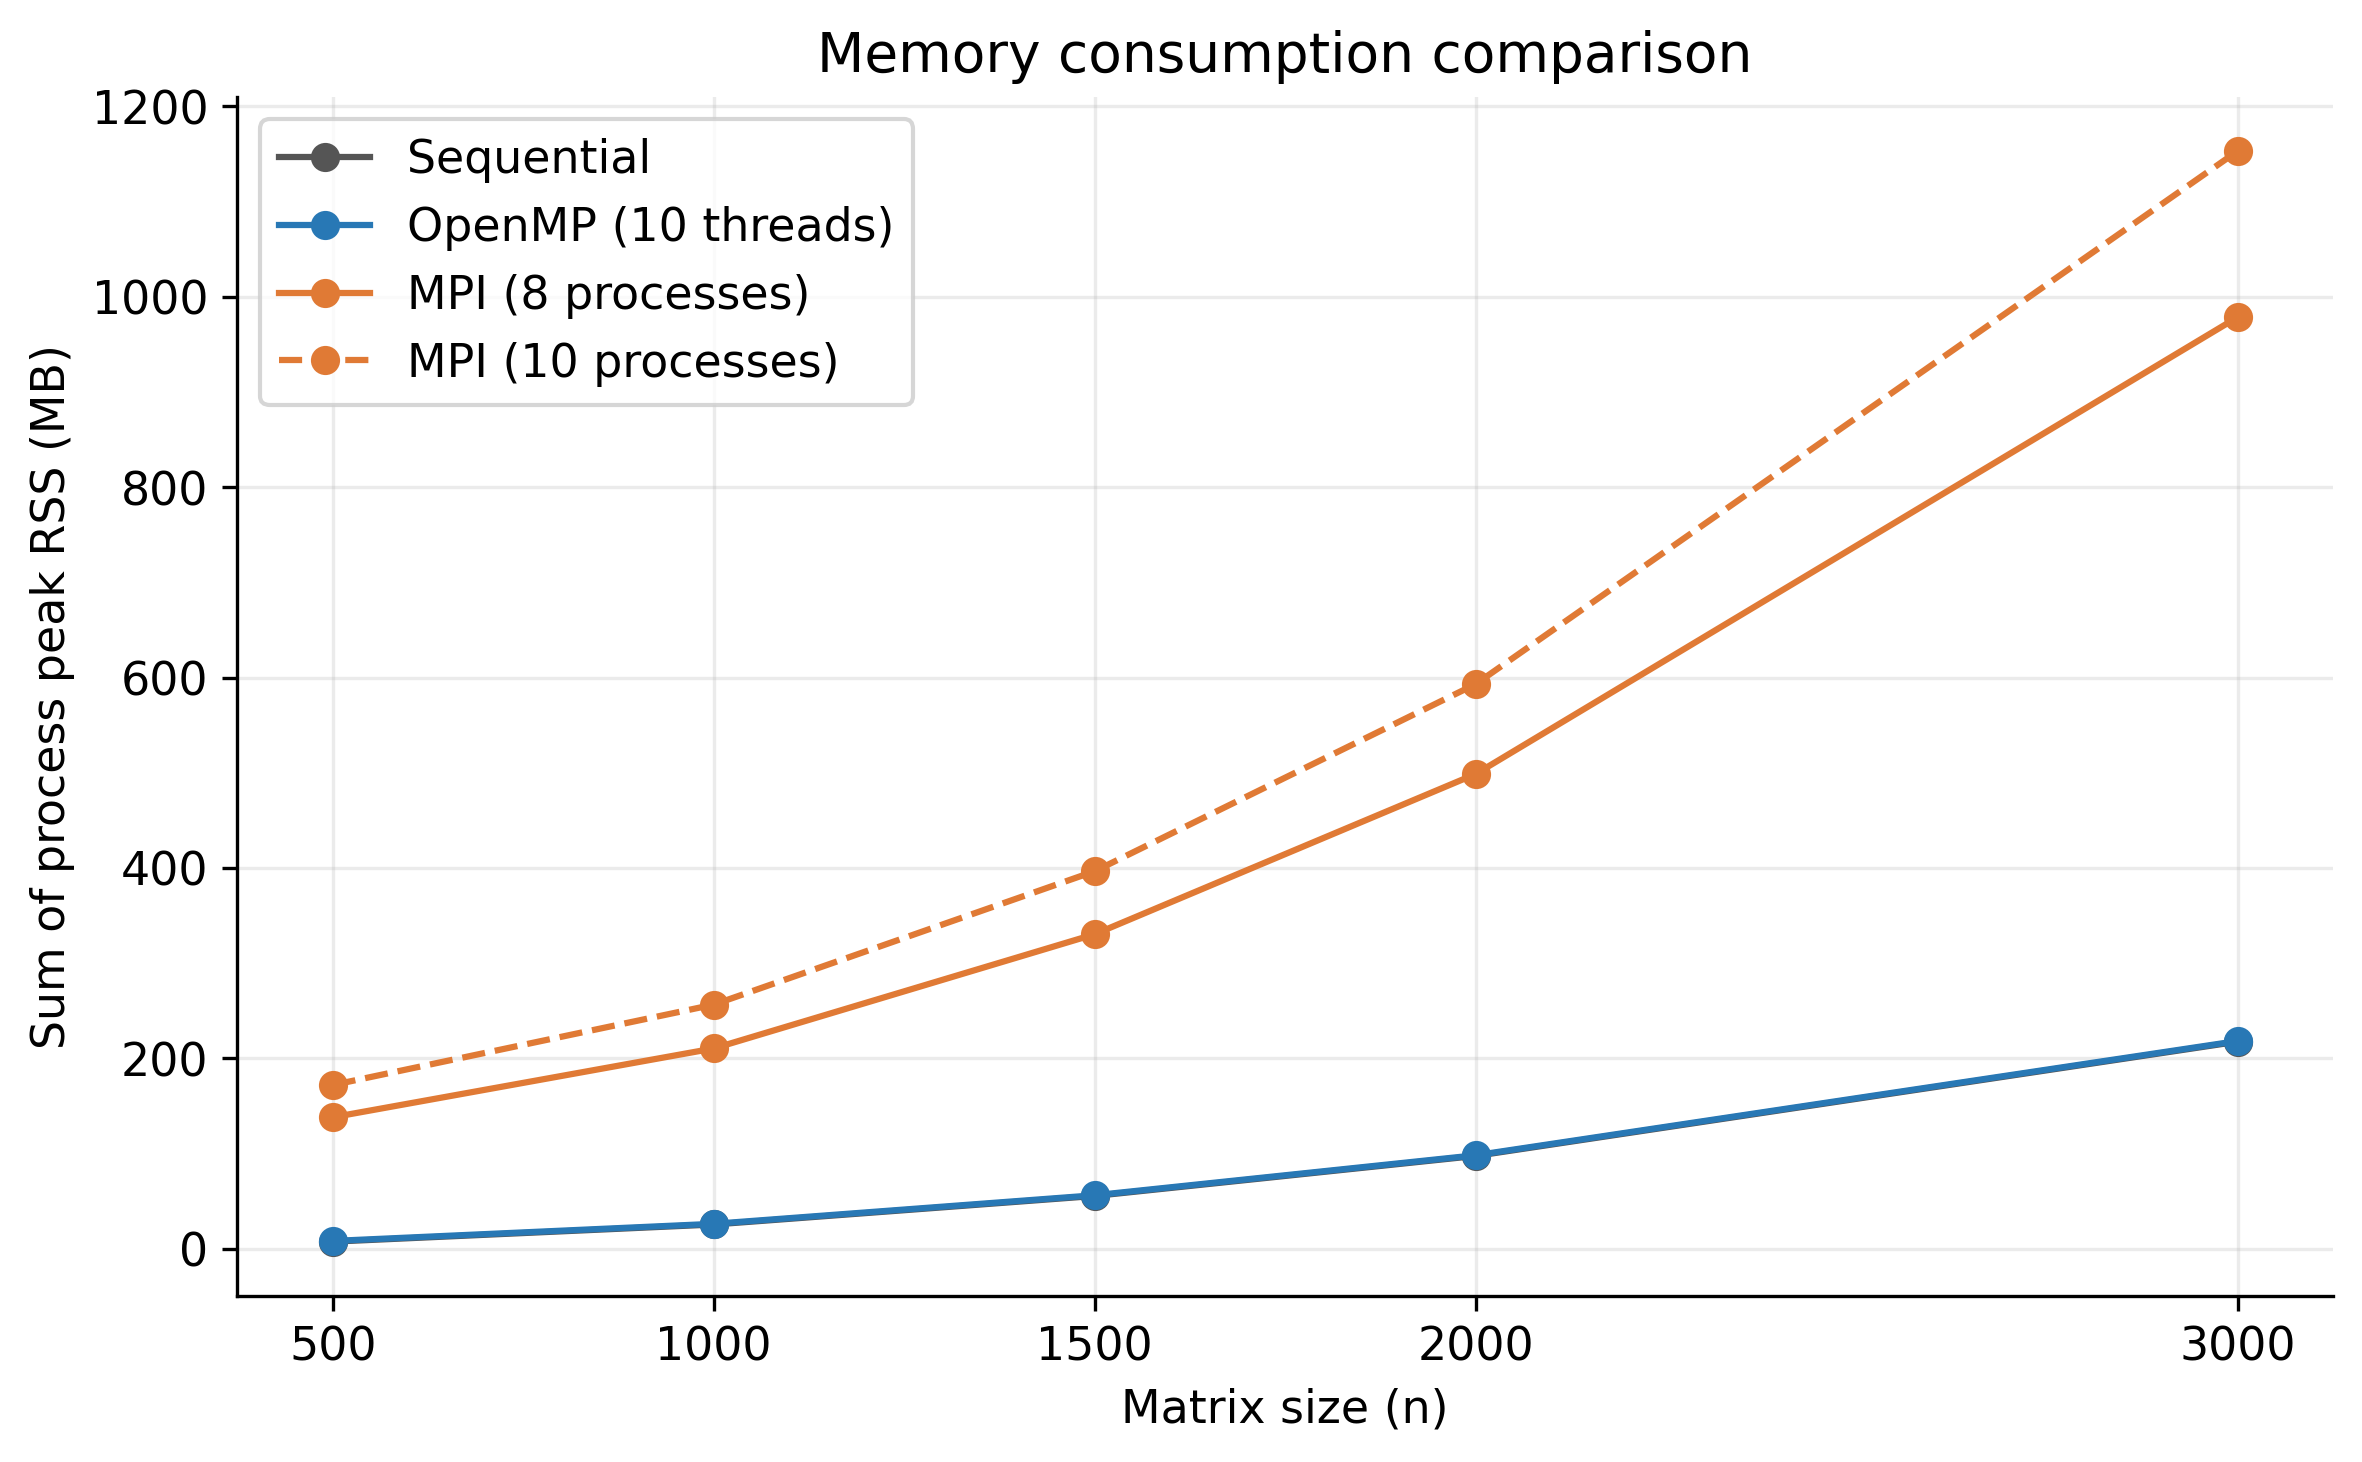 Memory consumption comparison
1200
1000
800
600
400
200
0
Sum of process peak RSS (MB)
Sequential
OpenMP (10 threads)
MPI (8 processes)
MPI (10 processes)
500 1000 1500 2000 3000
Matrix size (n)